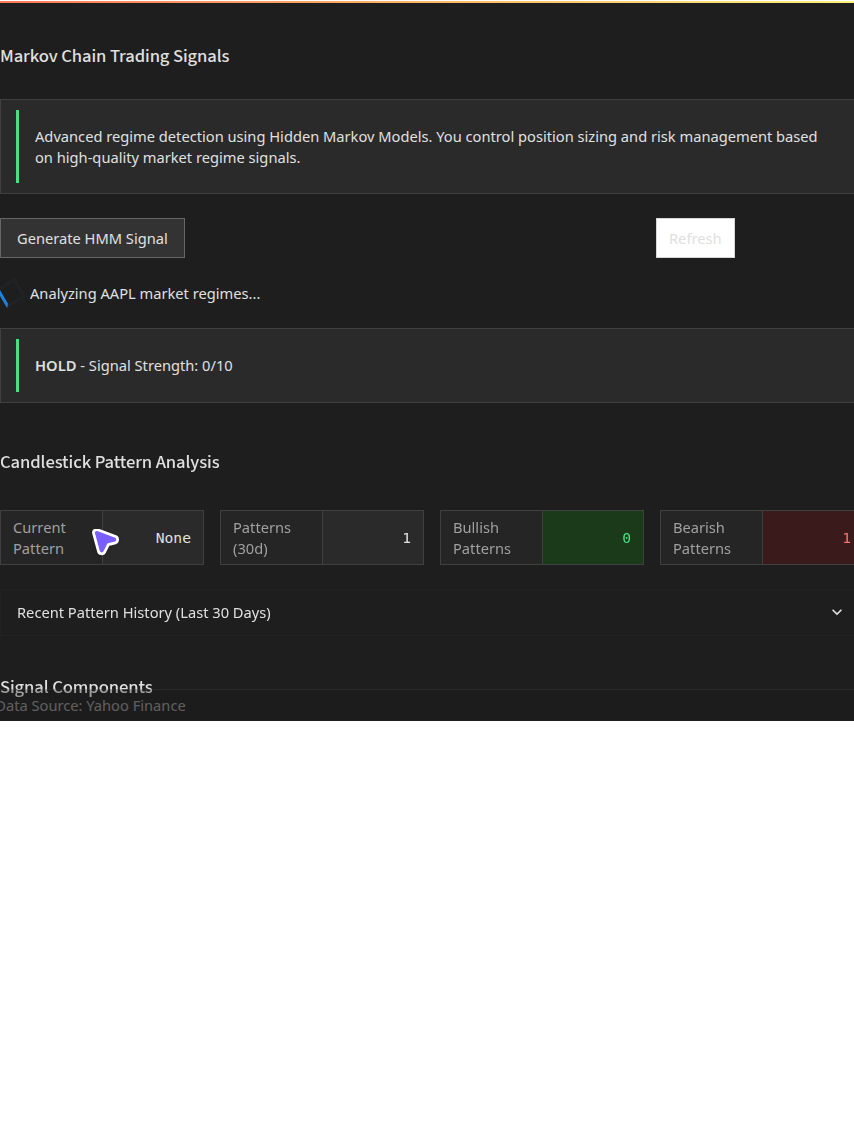 Markov Chain Trading Signals
Advanced regime detection using Hidden Markov Models. You control position sizing and risk management based
on high-quality market regime signals.
Generate HMM Signal
Refresh
Analyzing AAPL market regimes...
HOLD - Signal Strength: 0/10
Candlestick Pattern Analysis
Current
Pattern
None
Patterns
(30d)
1
Bullish
Patterns
0
Bearish
Patterns
1
Recent Pattern History (Last 30 Days)
Signal Components
Data Source: Yahoo Finance